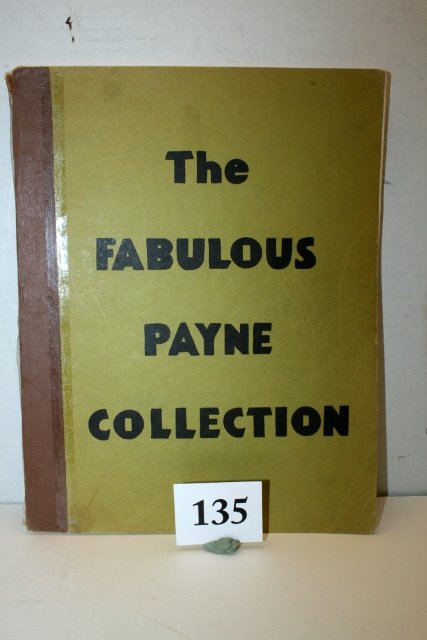 The
FABULOUS
PAYNE
COLLECTION
135